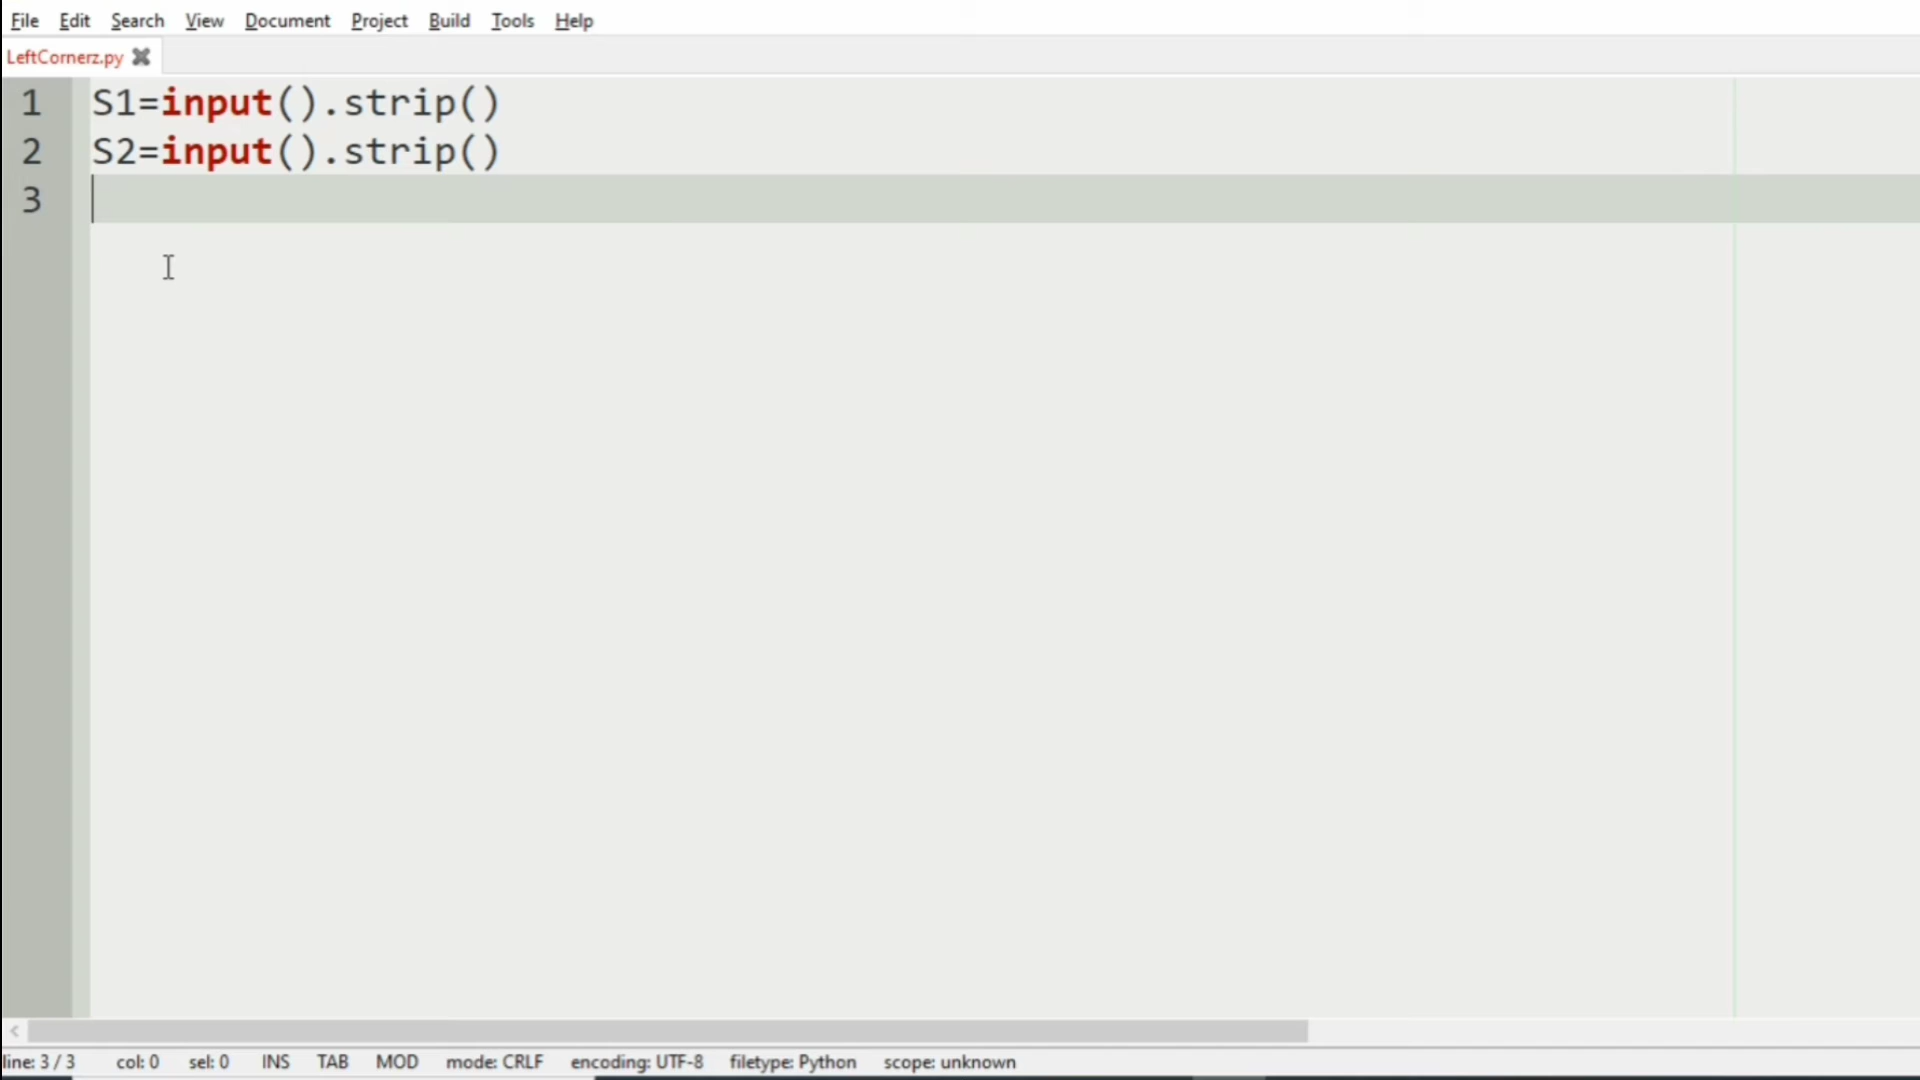 File Edit Search View Document Project Build Tools Help
LeftCornerz.py
1 S1=input().strip()
2 S2=input().strip()
3
line: 3 / 3 col: 0 sel: 0 INS TAB MOD mode: CRLF encoding: UTF-8 filetype: Python scope: unknown